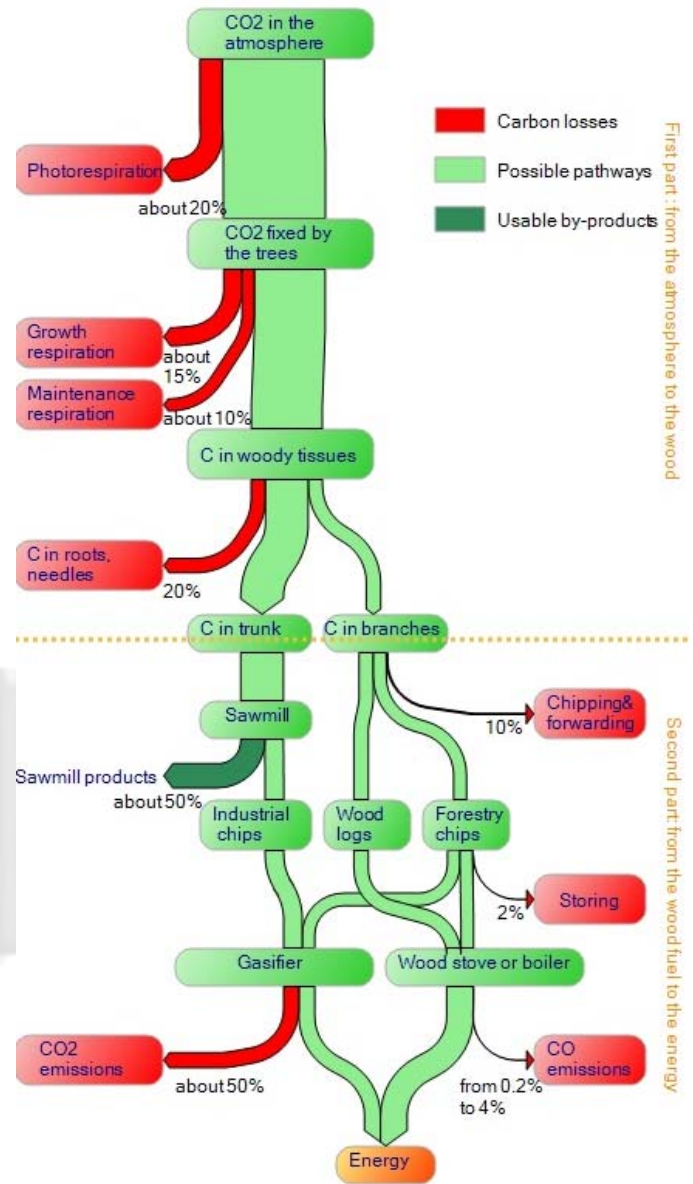 CO2 in the
atmosphere
Carbon losses
Possible pathways
Usable by-products
First part : from the atmosphere to the wood
Photorespiration
about 20%
CO2 fixed by
the trees
Growth
respiration
about
15%
Maintenance
respiration
about 10%
C in woody tissues
C in roots,
needles
20%
C in trunk
C in branches
Second part: from the wood fuel to the energy
Chipping&
forwarding
10%
Sawmill
Sawmill products
about 50%
Industrial
chips
Wood
logs
Forestry
chips
Storing
2%
Gasifier
Wood stove or boiler
CO2
emissions
about 50%
CO
emissions
from 0.2%
to 4%
Energy